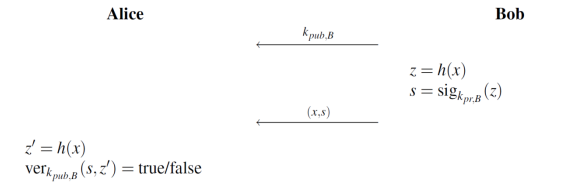 Alice Bob
k_{pub,B}
z = h(x)
s = sig_{k_{pr,B}}(z)
(x,s)
z′ = h(x)
ver_{k_{pub,B}}(s,z′) = true/false